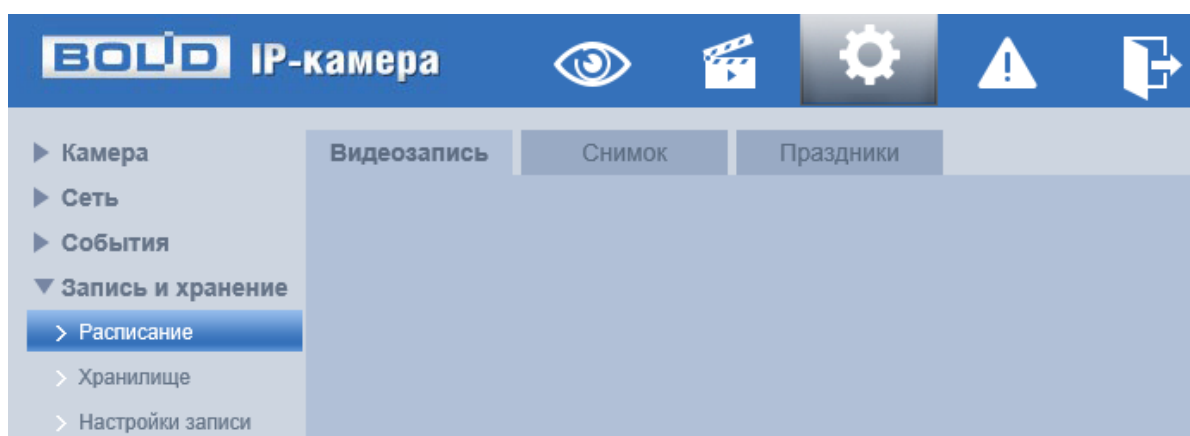 BOLID IP-камера
Видеозапись Снимок Праздники
Камера
Сеть
События
Запись и хранение
Расписание
Хранилище
Настройки записи